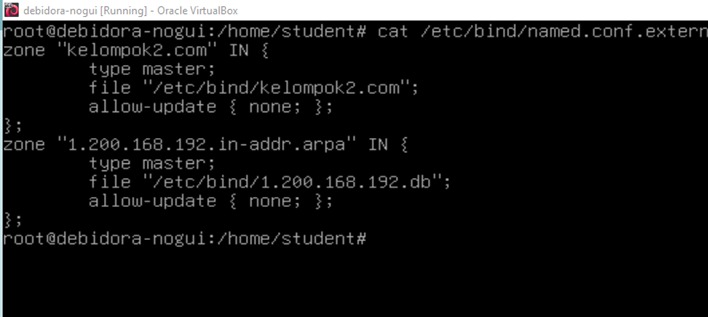 debidora-nogui [Running] - Oracle VirtualBox
root@debidora-nogui:/home/student# cat /etc/bind/named.conf.extern
zone "kelompok2.com" IN {
        type master;
        file "/etc/bind/kelompok2.com";
        allow-update { none; };
};
zone "1.200.168.192.in-addr.arpa" IN {
        type master;
        file "/etc/bind/1.200.168.192.db";
        allow-update { none; };
};
root@debidora-nogui:/home/student#